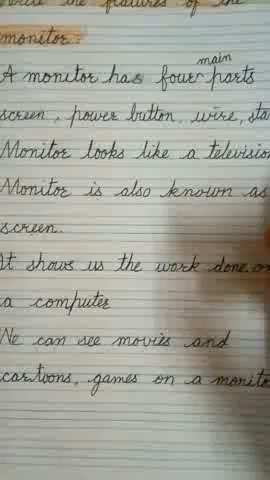 Write the features of the
monitor.
A monitor has four main parts
screen, power button, wire,
Monitor looks like a television
Monitor is also known as
screen.
It shows us the work done on
a computer
We can see movies and
cartoons, games on a monitor